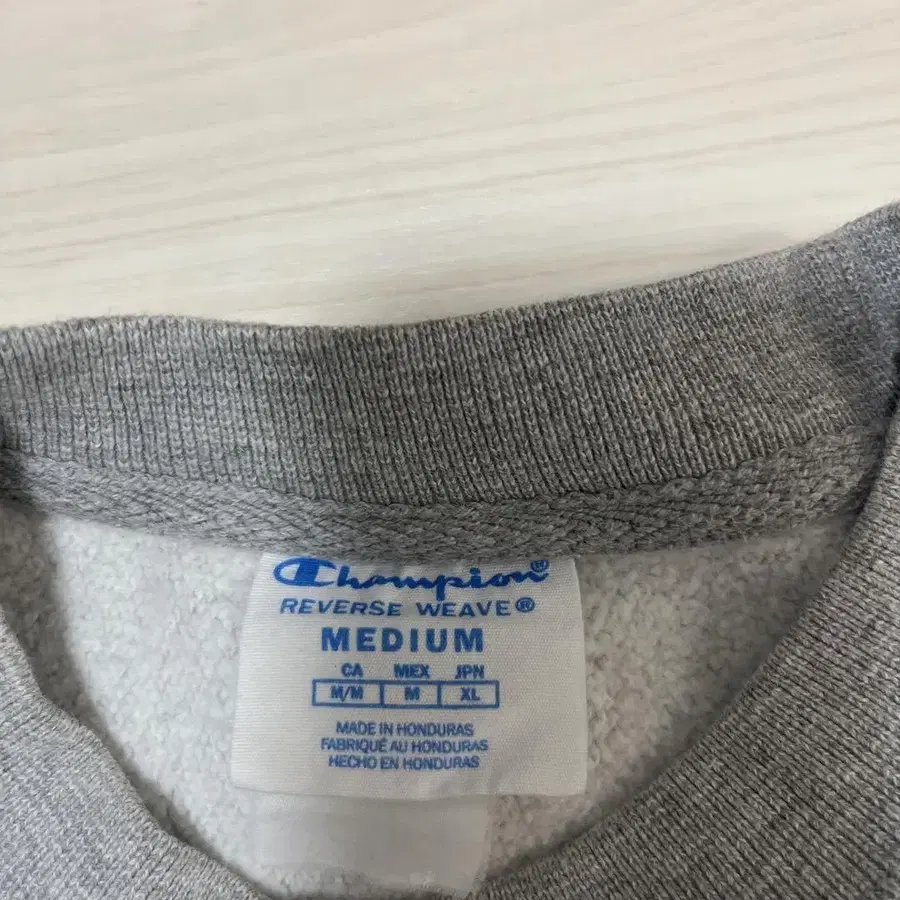 Champion®
REVERSE WEAVE®
MEDIUM
CA MEX JPN
M/M M XL
MADE IN HONDURAS
FABRIQUÉ AU HONDURAS
HECHO EN HONDURAS